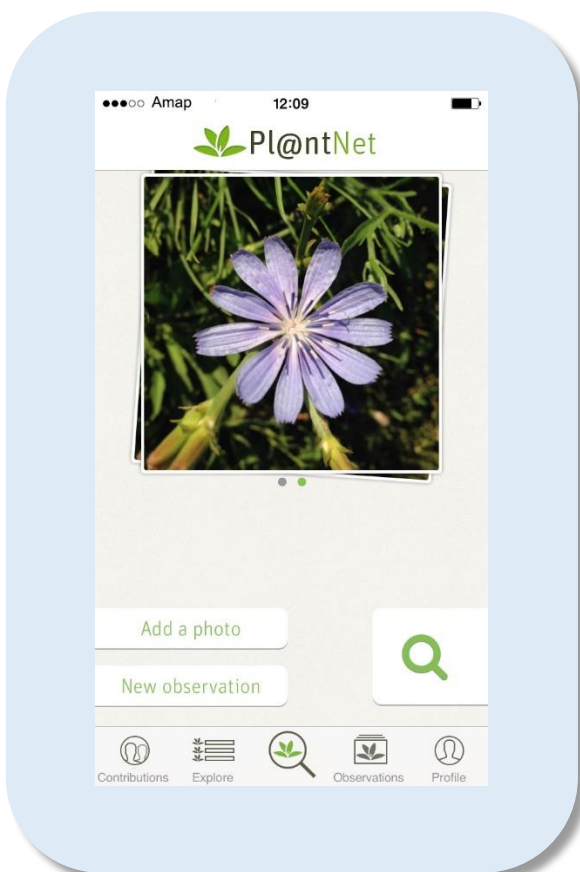 Amap 12:09
Pl@ntNet
Add a photo
New observation
Contributions Explore Observations Profile